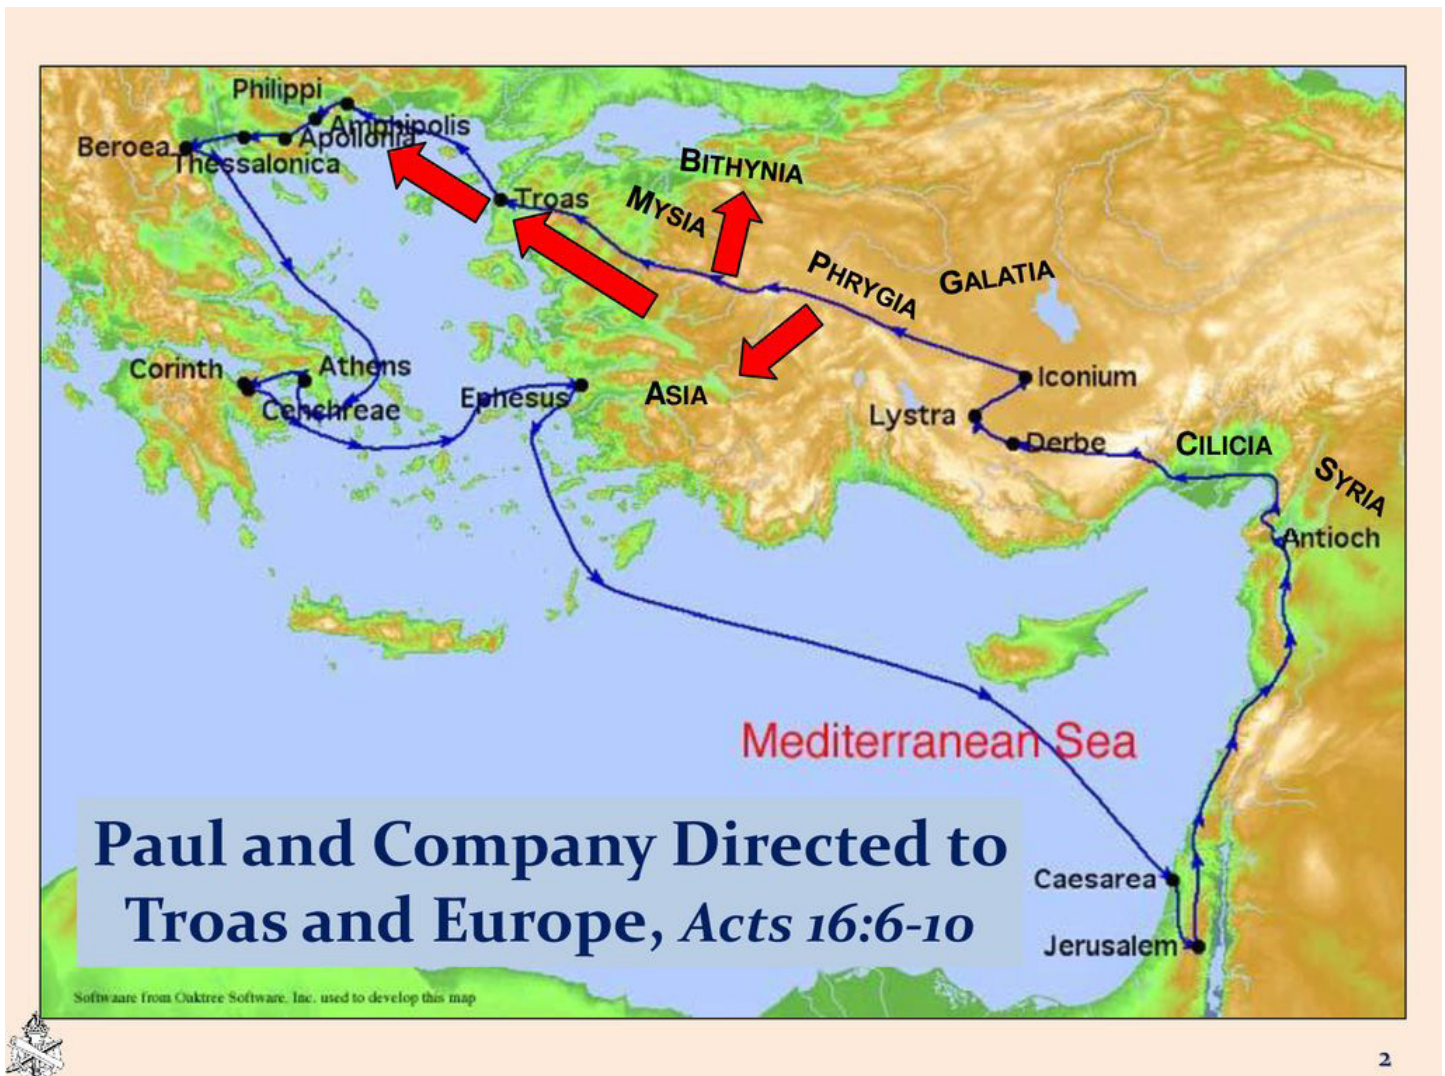 Philippi
Amphipolis
Apollonia
Beroea
Thessalonica
BITHYNIA
MYSIA
Troas
PHRYGIA
GALATIA
Corinth
Athens
Cenchreae
Ephesus
ASIA
Iconium
Lystra
Derbe
CILICIA
SYRIA
Antioch
Mediterranean Sea
Paul and Company Directed to
Troas and Europe, Acts 16:6-10
Caesarea
Jerusalem
Softwaare from Oaktree Software, Inc. used to develop this map
2